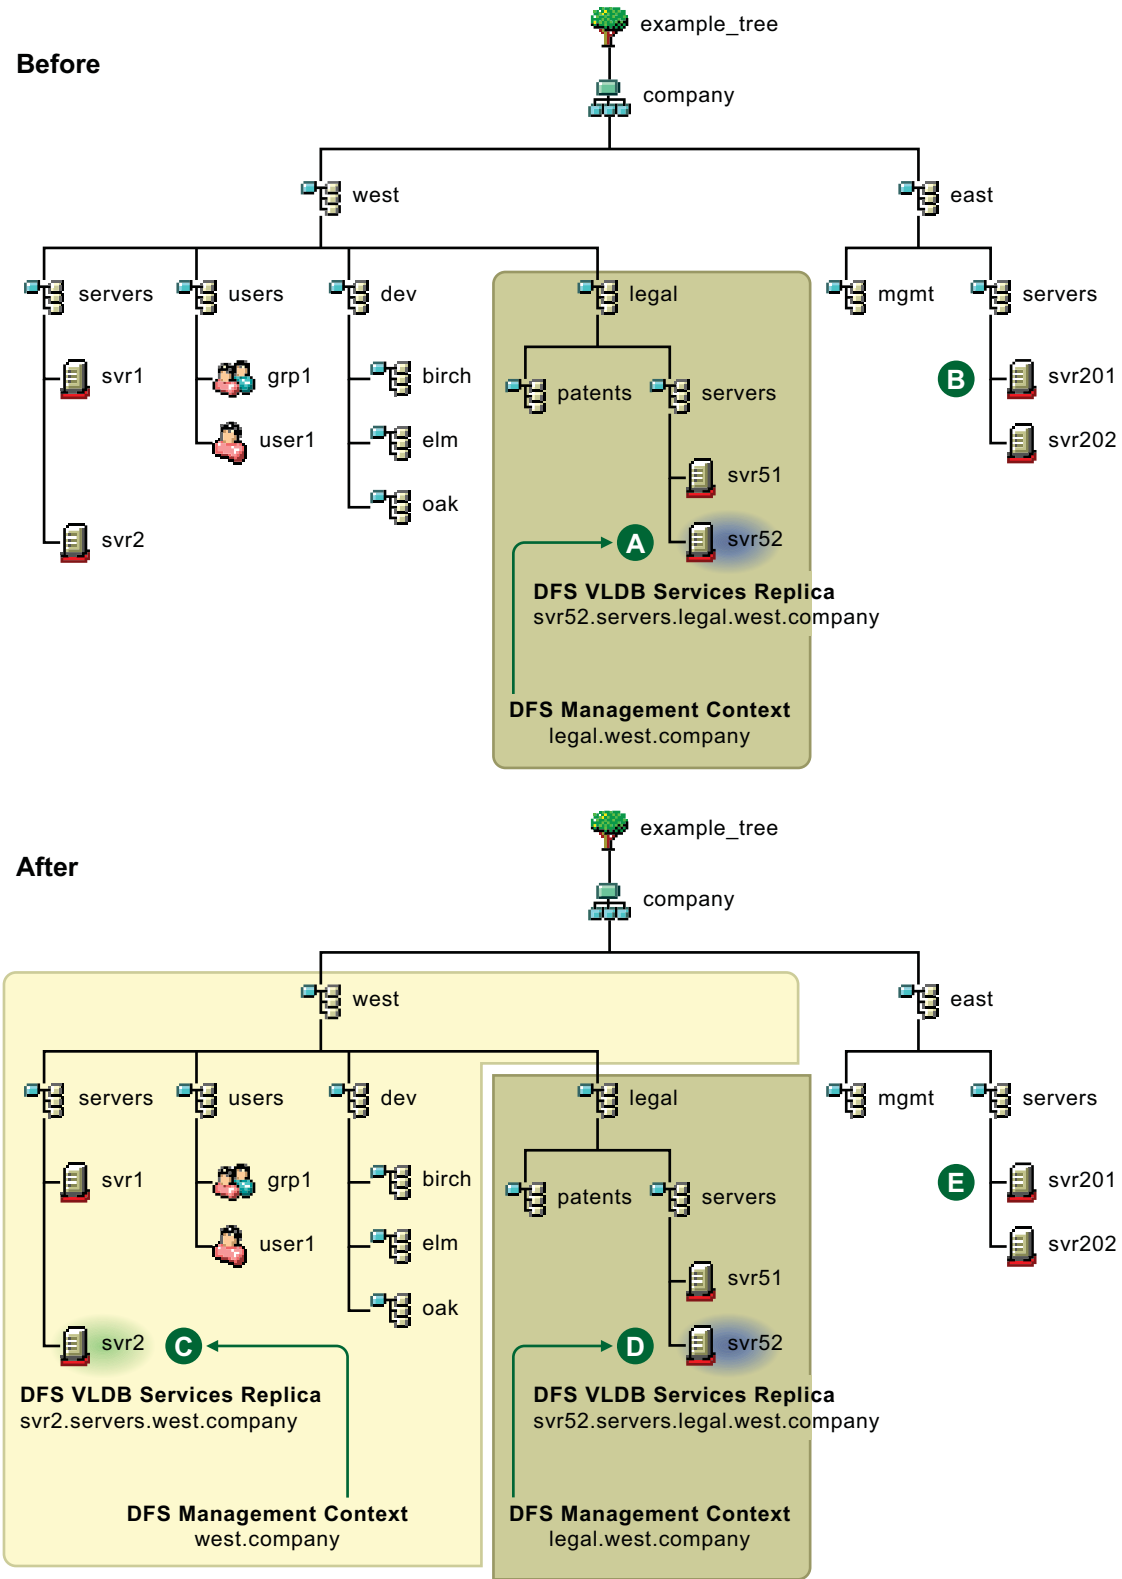 example_tree
Before
company
west
east
servers
users
dev
legal
mgmt
servers
svr1
grp1
birch
patents
servers
B
svr201
user1
elm
svr202
svr51
oak
svr2
A
svr52
DFS VLDB Services Replica
svr52.servers.legal.west.company
DFS Management Context
legal.west.company
example_tree
After
company
west
east
servers
users
dev
legal
mgmt
servers
svr1
grp1
birch
patents
servers
E
svr201
user1
elm
svr202
svr51
oak
svr2
C
D
svr52
DFS VLDB Services Replica
svr2.servers.west.company
DFS VLDB Services Replica
svr52.servers.legal.west.company
DFS Management Context
west.company
DFS Management Context
legal.west.company